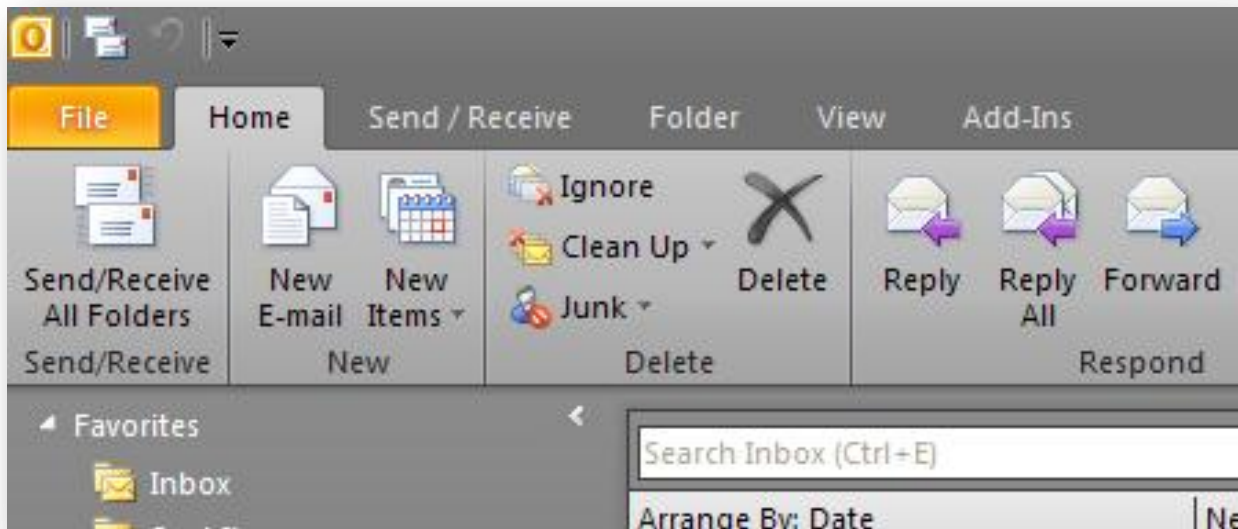 File Home Send / Receive Folder View Add-Ins
Send/Receive
All Folders
Send/Receive
New
E-mail
New
Items
New
Ignore
Clean Up
Junk
Delete
Delete
Reply
Reply
All
Forward
Respond
Favorites
Inbox
Search Inbox (Ctrl+E)
Arrange By: Date